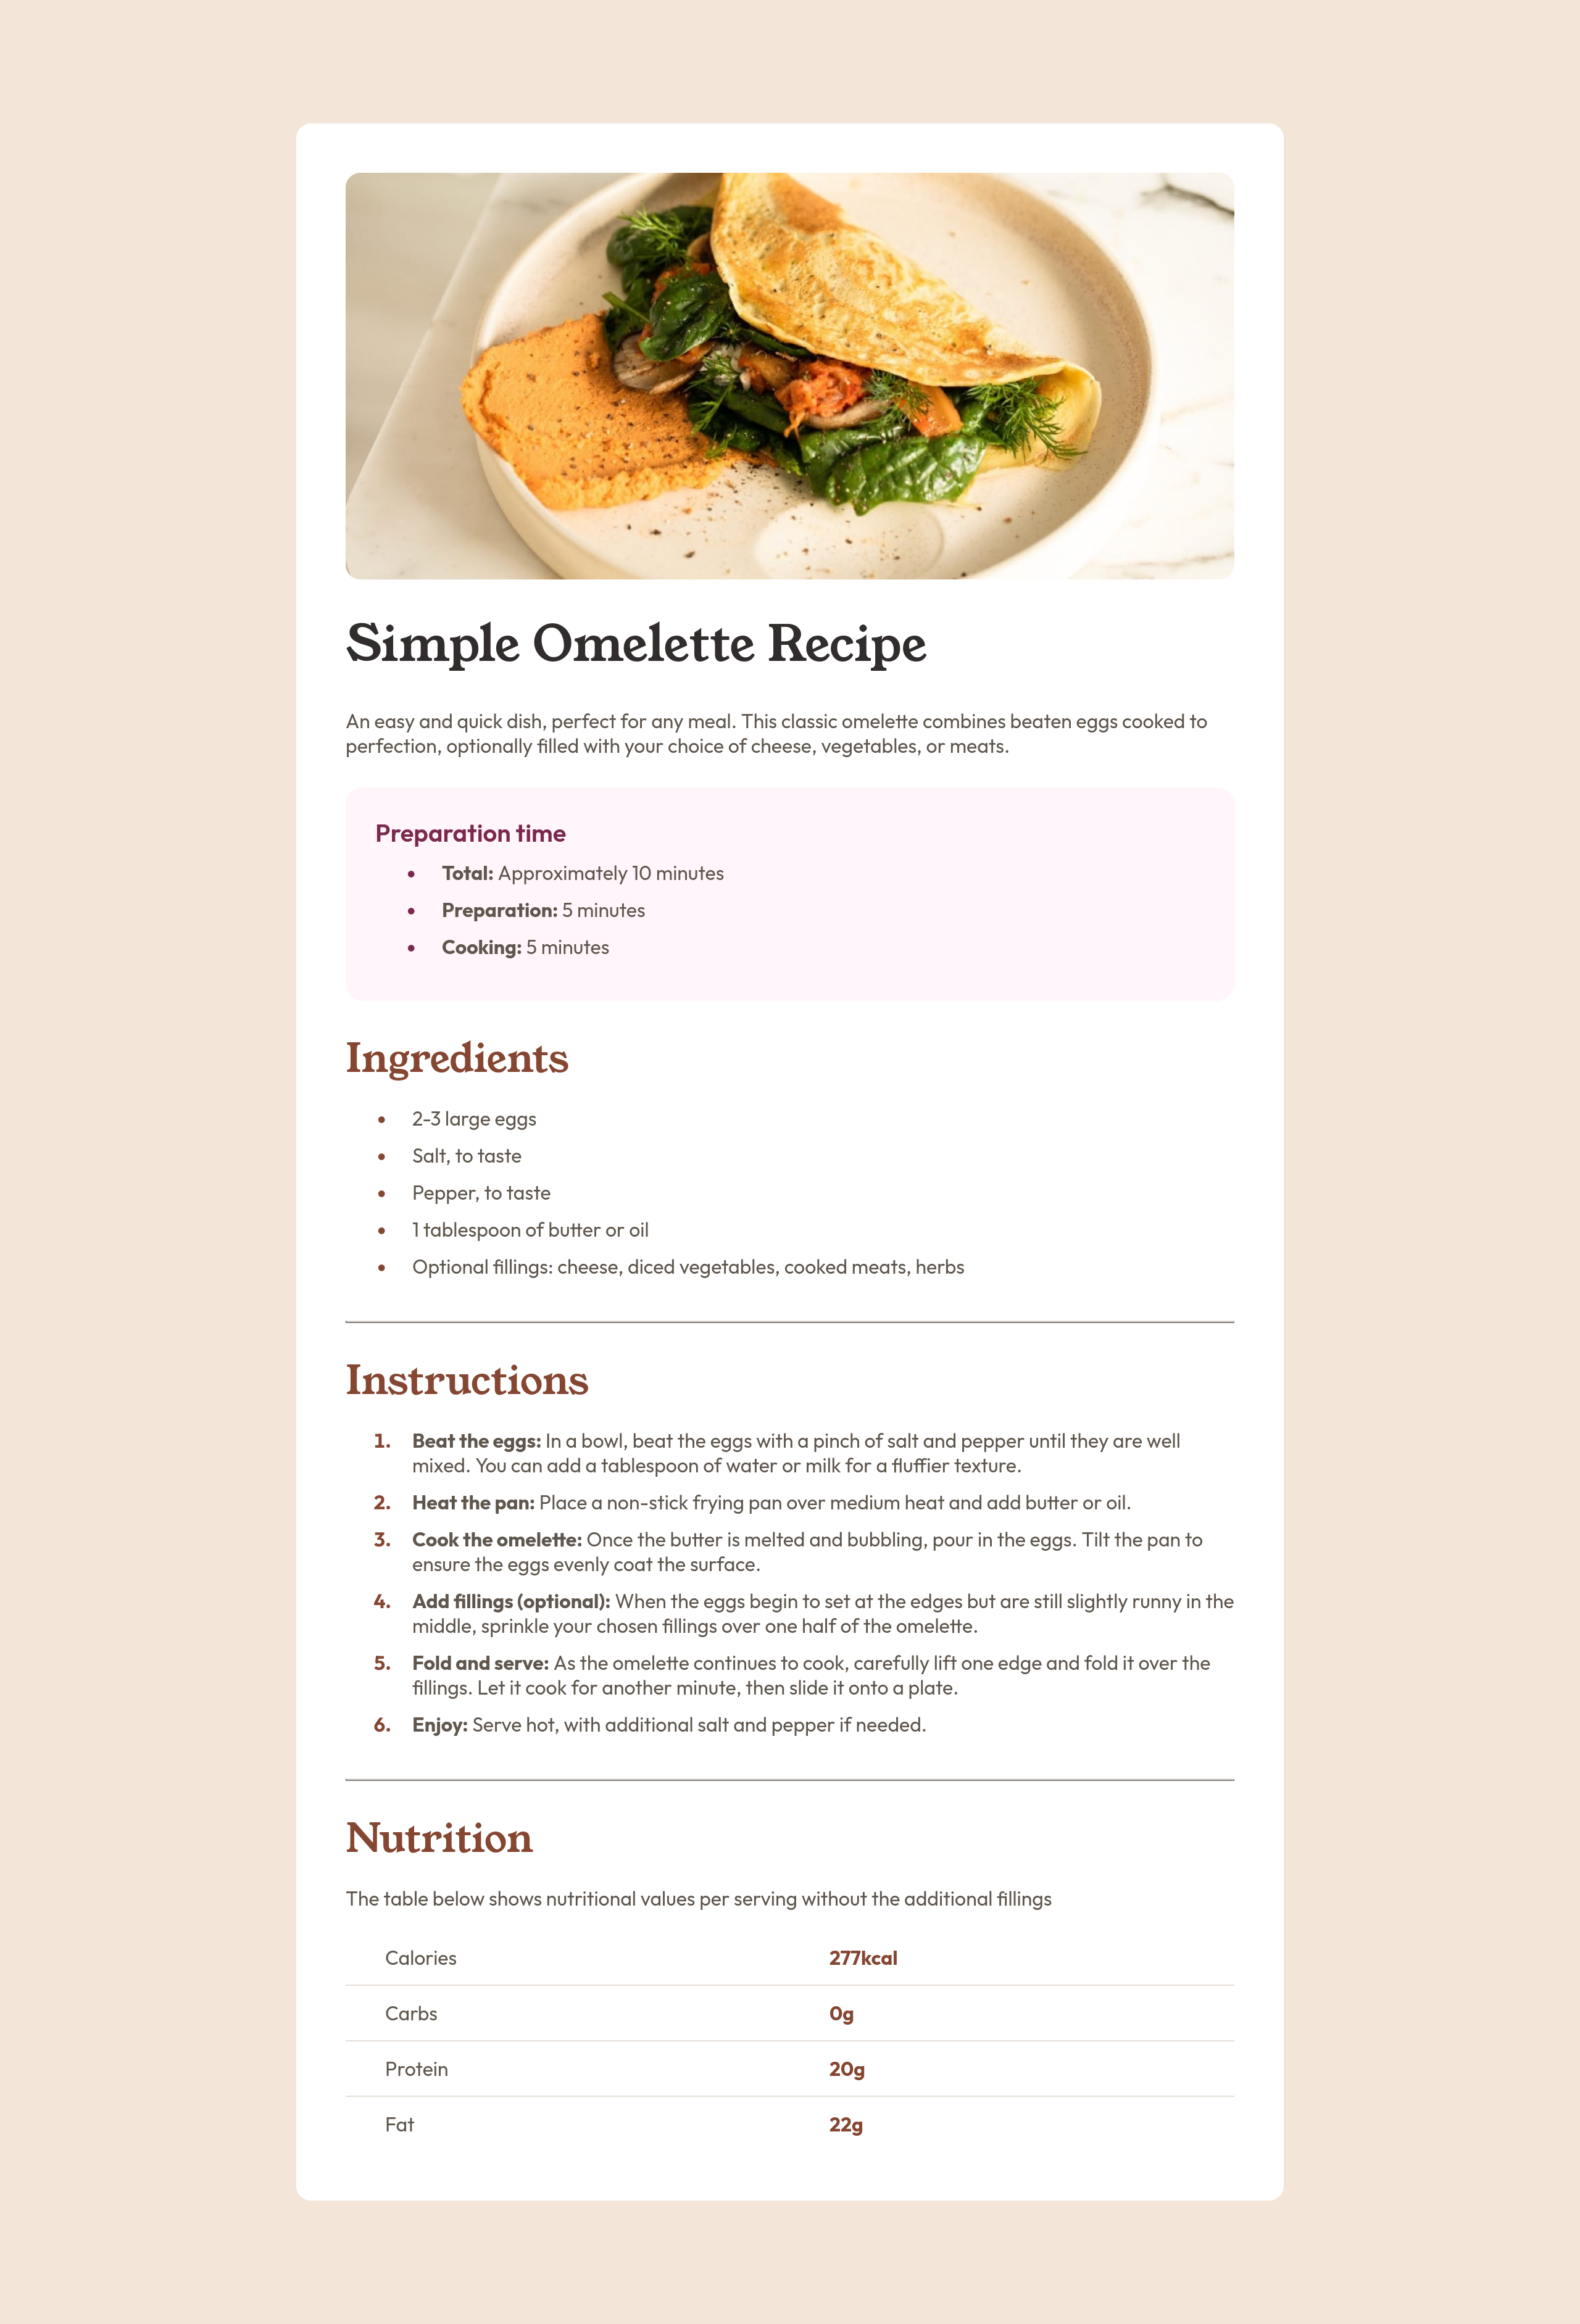 Simple Omelette Recipe
An easy and quick dish, perfect for any meal. This classic omelette combines beaten eggs cooked to
perfection, optionally filled with your choice of cheese, vegetables, or meats.
Preparation time
• Total: Approximately 10 minutes
• Preparation: 5 minutes
• Cooking: 5 minutes
Ingredients
• 2-3 large eggs
• Salt, to taste
• Pepper, to taste
• 1 tablespoon of butter or oil
• Optional fillings: cheese, diced vegetables, cooked meats, herbs
Instructions
1. Beat the eggs: In a bowl, beat the eggs with a pinch of salt and pepper until they are well
mixed. You can add a tablespoon of water or milk for a fluffier texture.
2. Heat the pan: Place a non-stick frying pan over medium heat and add butter or oil.
3. Cook the omelette: Once the butter is melted and bubbling, pour in the eggs. Tilt the pan to
ensure the eggs evenly coat the surface.
4. Add fillings (optional): When the eggs begin to set at the edges but are still slightly runny in the
middle, sprinkle your chosen fillings over one half of the omelette.
5. Fold and serve: As the omelette continues to cook, carefully lift one edge and fold it over the
fillings. Let it cook for another minute, then slide it onto a plate.
6. Enjoy: Serve hot, with additional salt and pepper if needed.
Nutrition
The table below shows nutritional values per serving without the additional fillings
Calories 277kcal
Carbs 0g
Protein 20g
Fat 22g